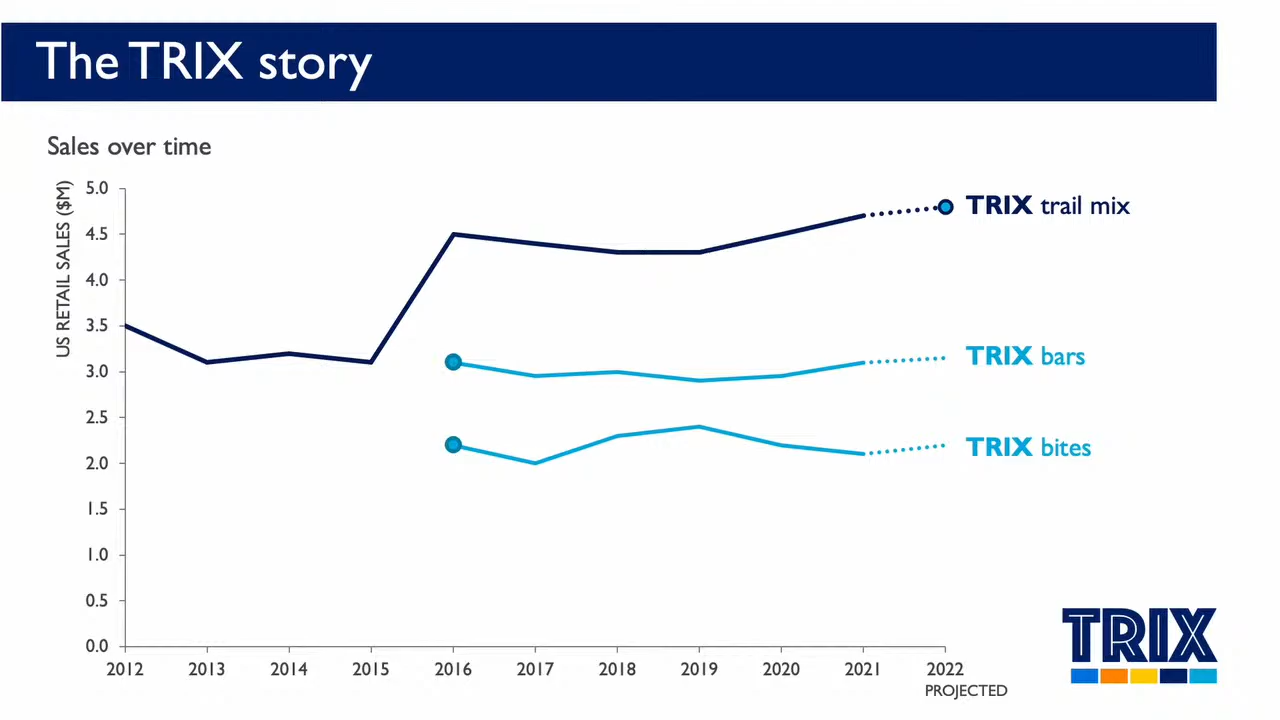 The TRIX story
Sales over time
US RETAIL SALES ($M)
5.0
4.5
4.0
3.5
3.0
2.5
2.0
1.5
1.0
0.5
0.0
TRIX trail mix
TRIX bars
TRIX bites
2012 2013 2014 2015 2016 2017 2018 2019 2020 2021 2022
PROJECTED
TRIX